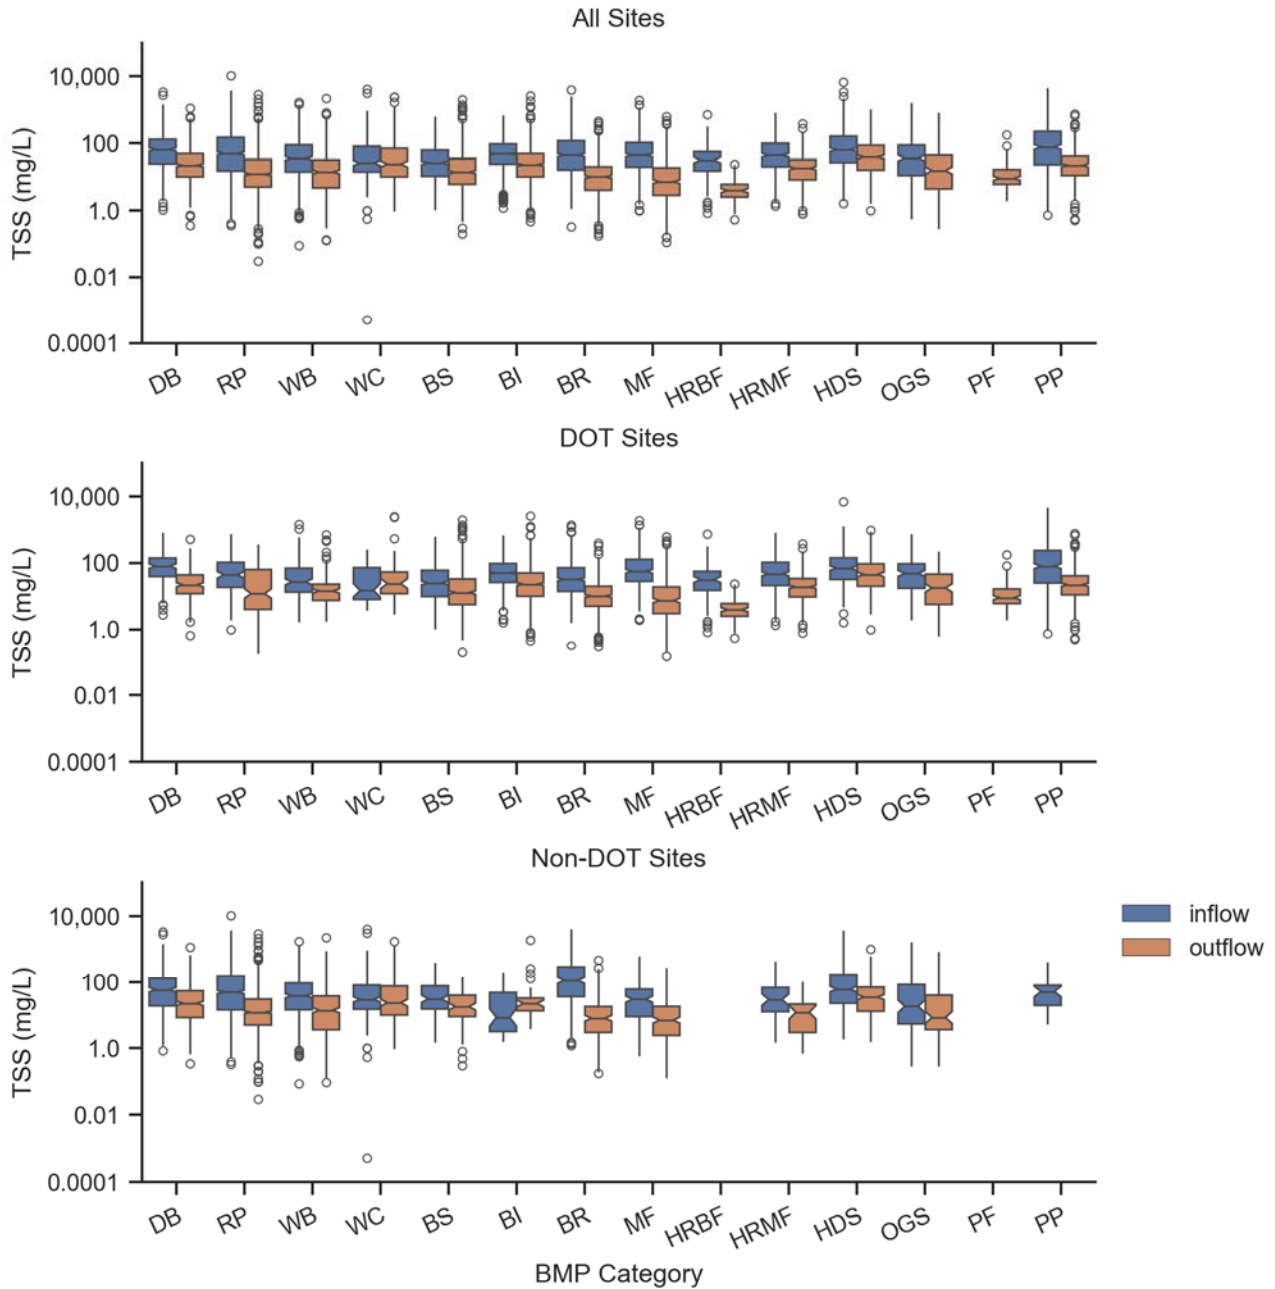 All Sites
TSS (mg/L)
10,000
100
1.0
0.01
0.0001
DB RP WB WC BS BI BR MF HRBF HRMF HDS OGS PF PP
DOT Sites
TSS (mg/L)
10,000
100
1.0
0.01
0.0001
DB RP WB WC BS BI BR MF HRBF HRMF HDS OGS PF PP
Non-DOT Sites
TSS (mg/L)
10,000
100
1.0
0.01
0.0001
inflow
outflow
DB RP WB WC BS BI BR MF HRBF HRMF HDS OGS PF PP
BMP Category